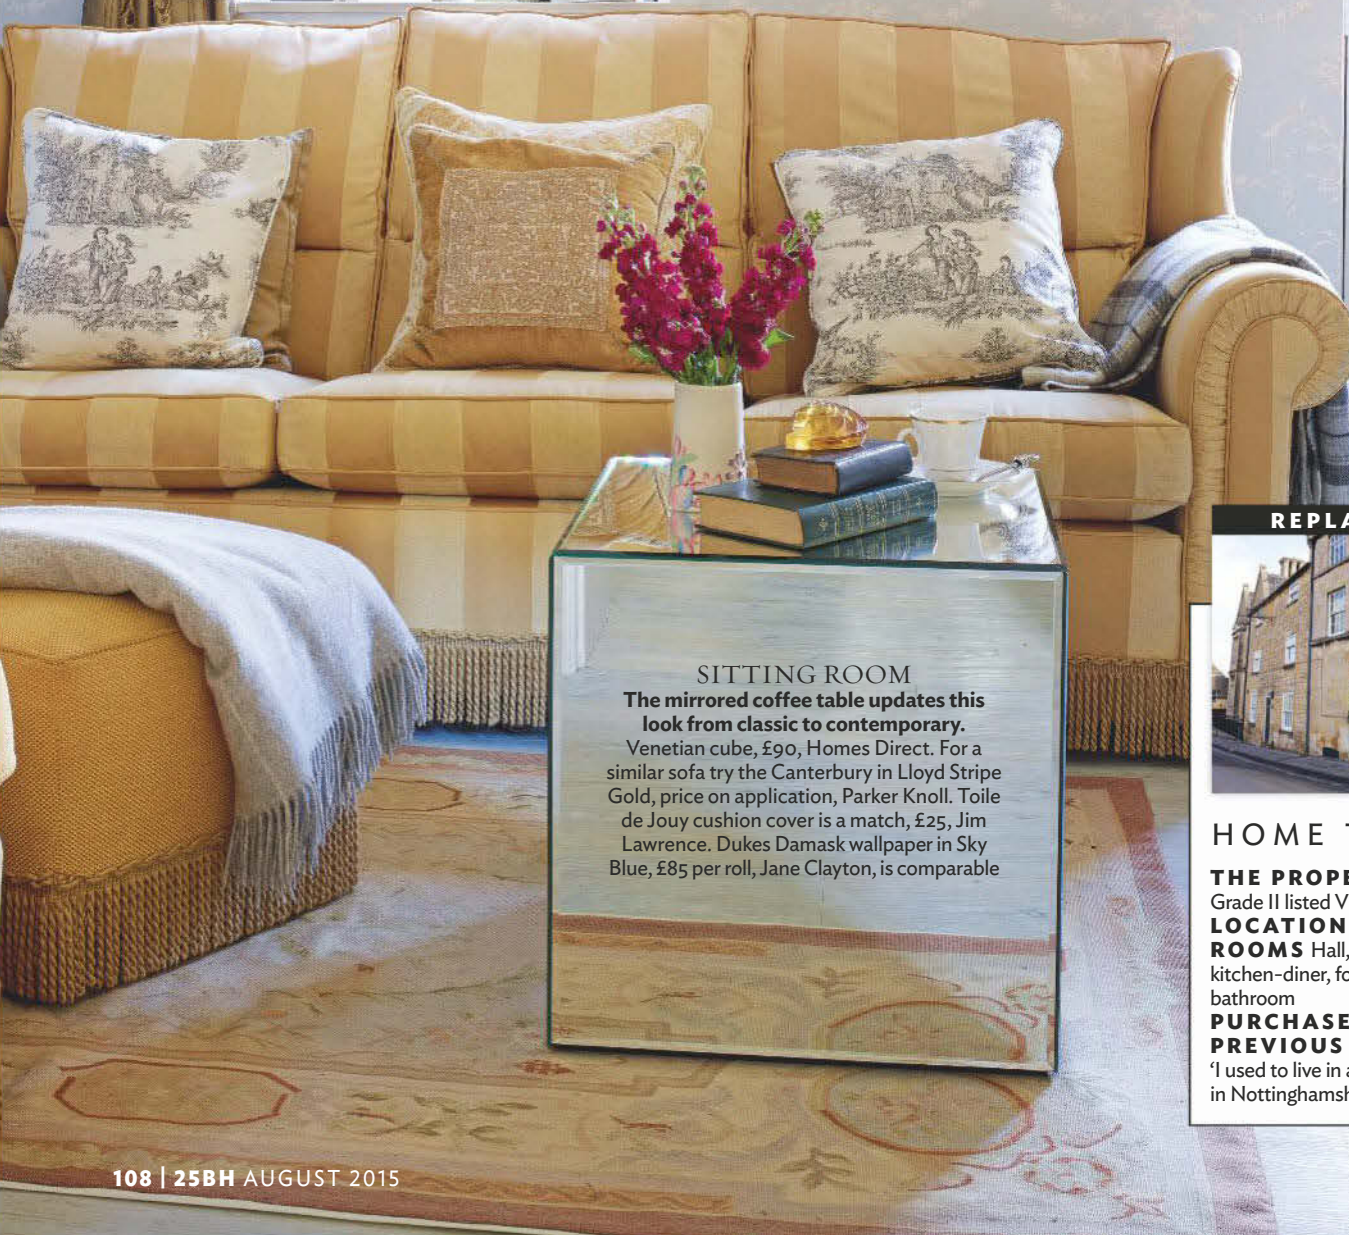 SITTING ROOM
The mirrored coffee table updates this
look from classic to contemporary.
Venetian cube, £90, Homes Direct. For a
similar sofa try the Canterbury in Lloyd Stripe
Gold, price on application, Parker Knoll. Toile
de Jouy cushion cover is a match, £25, Jim
Lawrence. Dukes Damask wallpaper in Sky
Blue, £85 per roll, Jane Clayton, is comparable
REPLA
HOME T
THE PROPE
Grade II listed V
LOCATION
ROOMS Hall,
kitchen-diner, fo
bathroom
PURCHASE
PREVIOUS
‘I used to live in a
in Nottinghamsh
108 | 25BH AUGUST 2015